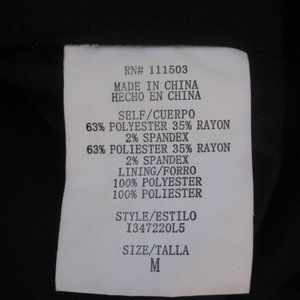 RN# 111503
MADE IN CHINA
HECHO EN CHINA
SELF/CUERPO
63% POLYESTER 35% RAYON
2% SPANDEX
63% POLIESTER 35% RAYON
2% SPANDEX
LINING/FORRO
100% POLYESTER
100% POLIESTER
STYLE/ESTILO
I347220L5
SIZE/TALLA
M